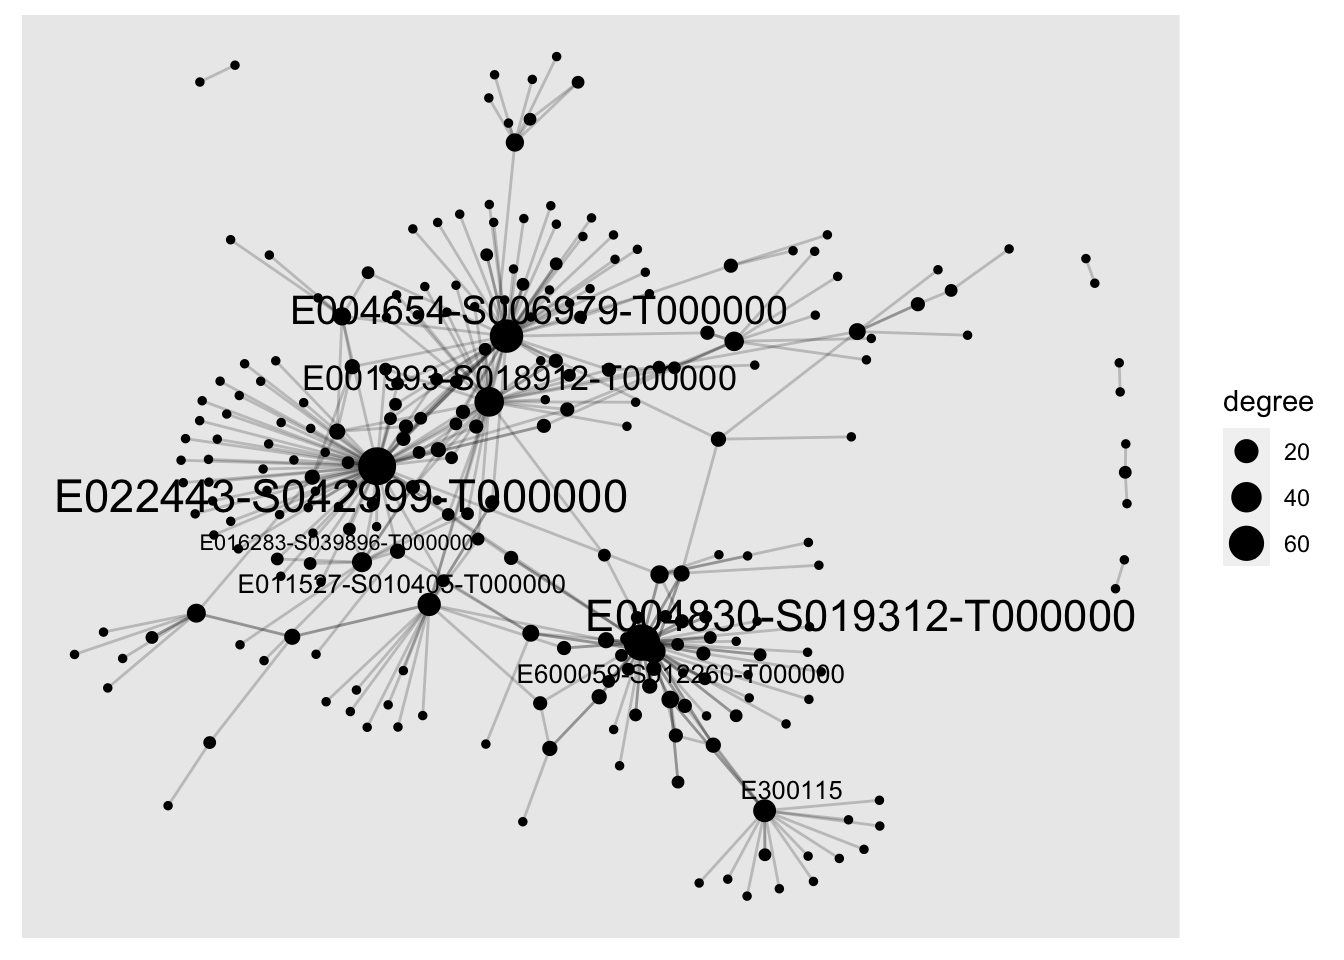 E004654-S006979-T000000
E001993-S018912-T000000
E022443-S042999-T000000
E016283-S039896-T000000
E011527-S010405-T000000
E004830-S019312-T000000
E600059-S012260-T000000
E300115
degree
20
40
60